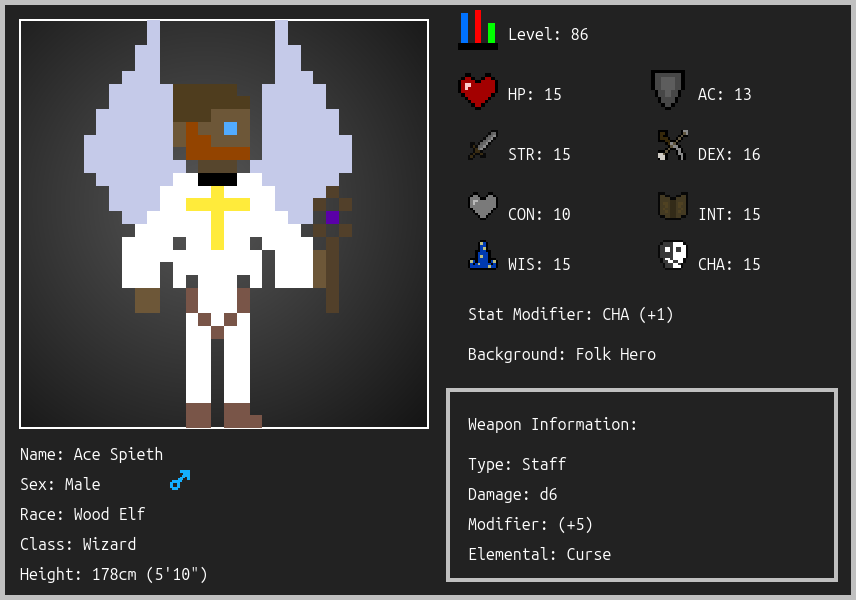 Level: 86
HP: 15
AC: 13
STR: 15
DEX: 16
CON: 10
INT: 15
WIS: 15
CHA: 15
Stat Modifier: CHA (+1)
Background: Folk Hero
Weapon Information:
Type: Staff
Damage: d6
Modifier: (+5)
Elemental: Curse
Name: Ace Spieth
Sex: Male
Race: Wood Elf
Class: Wizard
Height: 178cm (5'10")